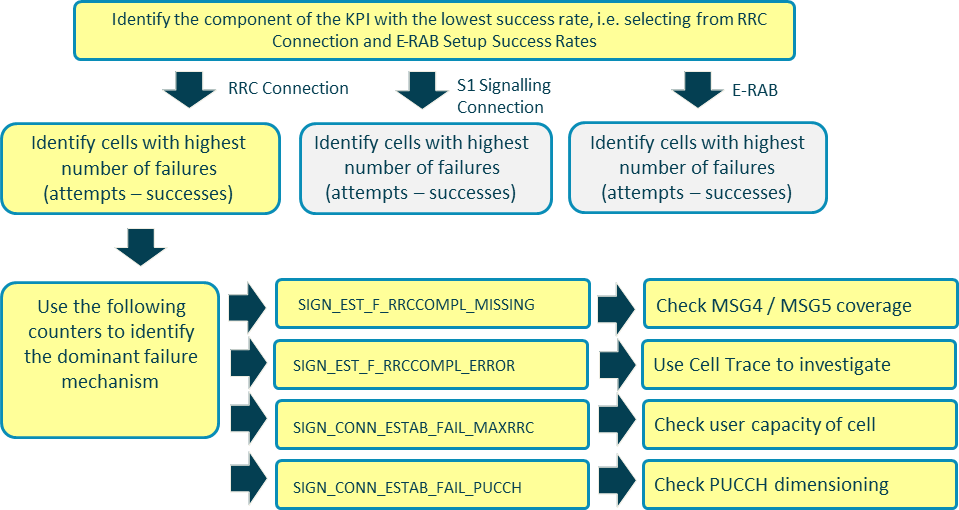 Identify the component of the KPI with the lowest success rate, i.e. selecting from RRC
Connection and E-RAB Setup Success Rates
RRC Connection
S1 Signalling
Connection
E-RAB
Identify cells with highest
number of failures
(attempts – successes)
Identify cells with highest
number of failures
(attempts – successes)
Identify cells with highest
number of failures
(attempts – successes)
Use the following
counters to identify
the dominant failure
mechanism
SIGN_EST_F_RRCCOMPL_MISSING
Check MSG4 / MSG5 coverage
SIGN_EST_F_RRCCOMPL_ERROR
Use Cell Trace to investigate
SIGN_CONN_ESTAB_FAIL_MAXRRC
Check user capacity of cell
SIGN_CONN_ESTAB_FAIL_PUCCH
Check PUCCH dimensioning